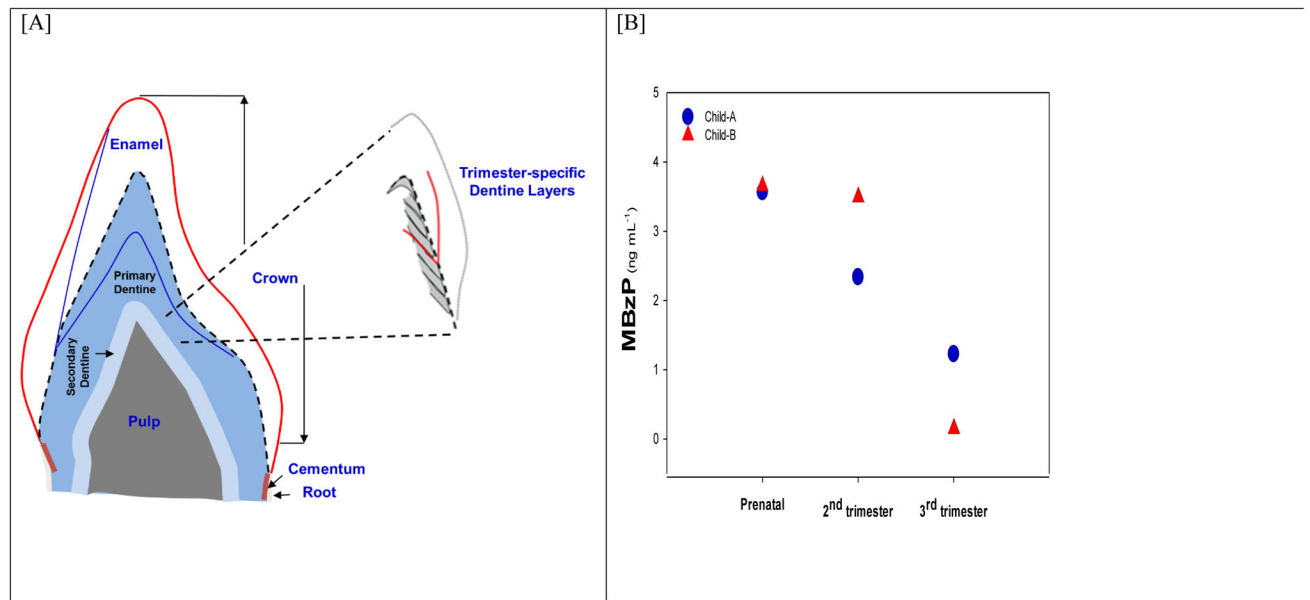 [A]
Enamel
Trimester-specific
Dentine Layers
Crown
Primary
Dentine
Secondary
Dentine
Pulp
Cementum
Root
[B]
5
Child-A
Child-B
4
3
2
1
0
MBzP (ng mL⁻¹)
Prenatal
2nd trimester
3rd trimester